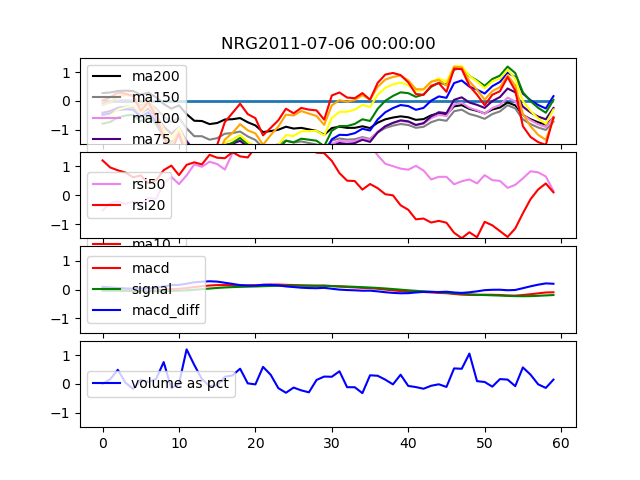 NRG2011-07-06 00:00:00
1
0
−1
ma200
ma150
ma100
ma75
1
0
−1
rsi50
rsi20
ma10
1
0
−1
macd
signal
macd_diff
1
0
−1
volume as pct
0 10 20 30 40 50 60